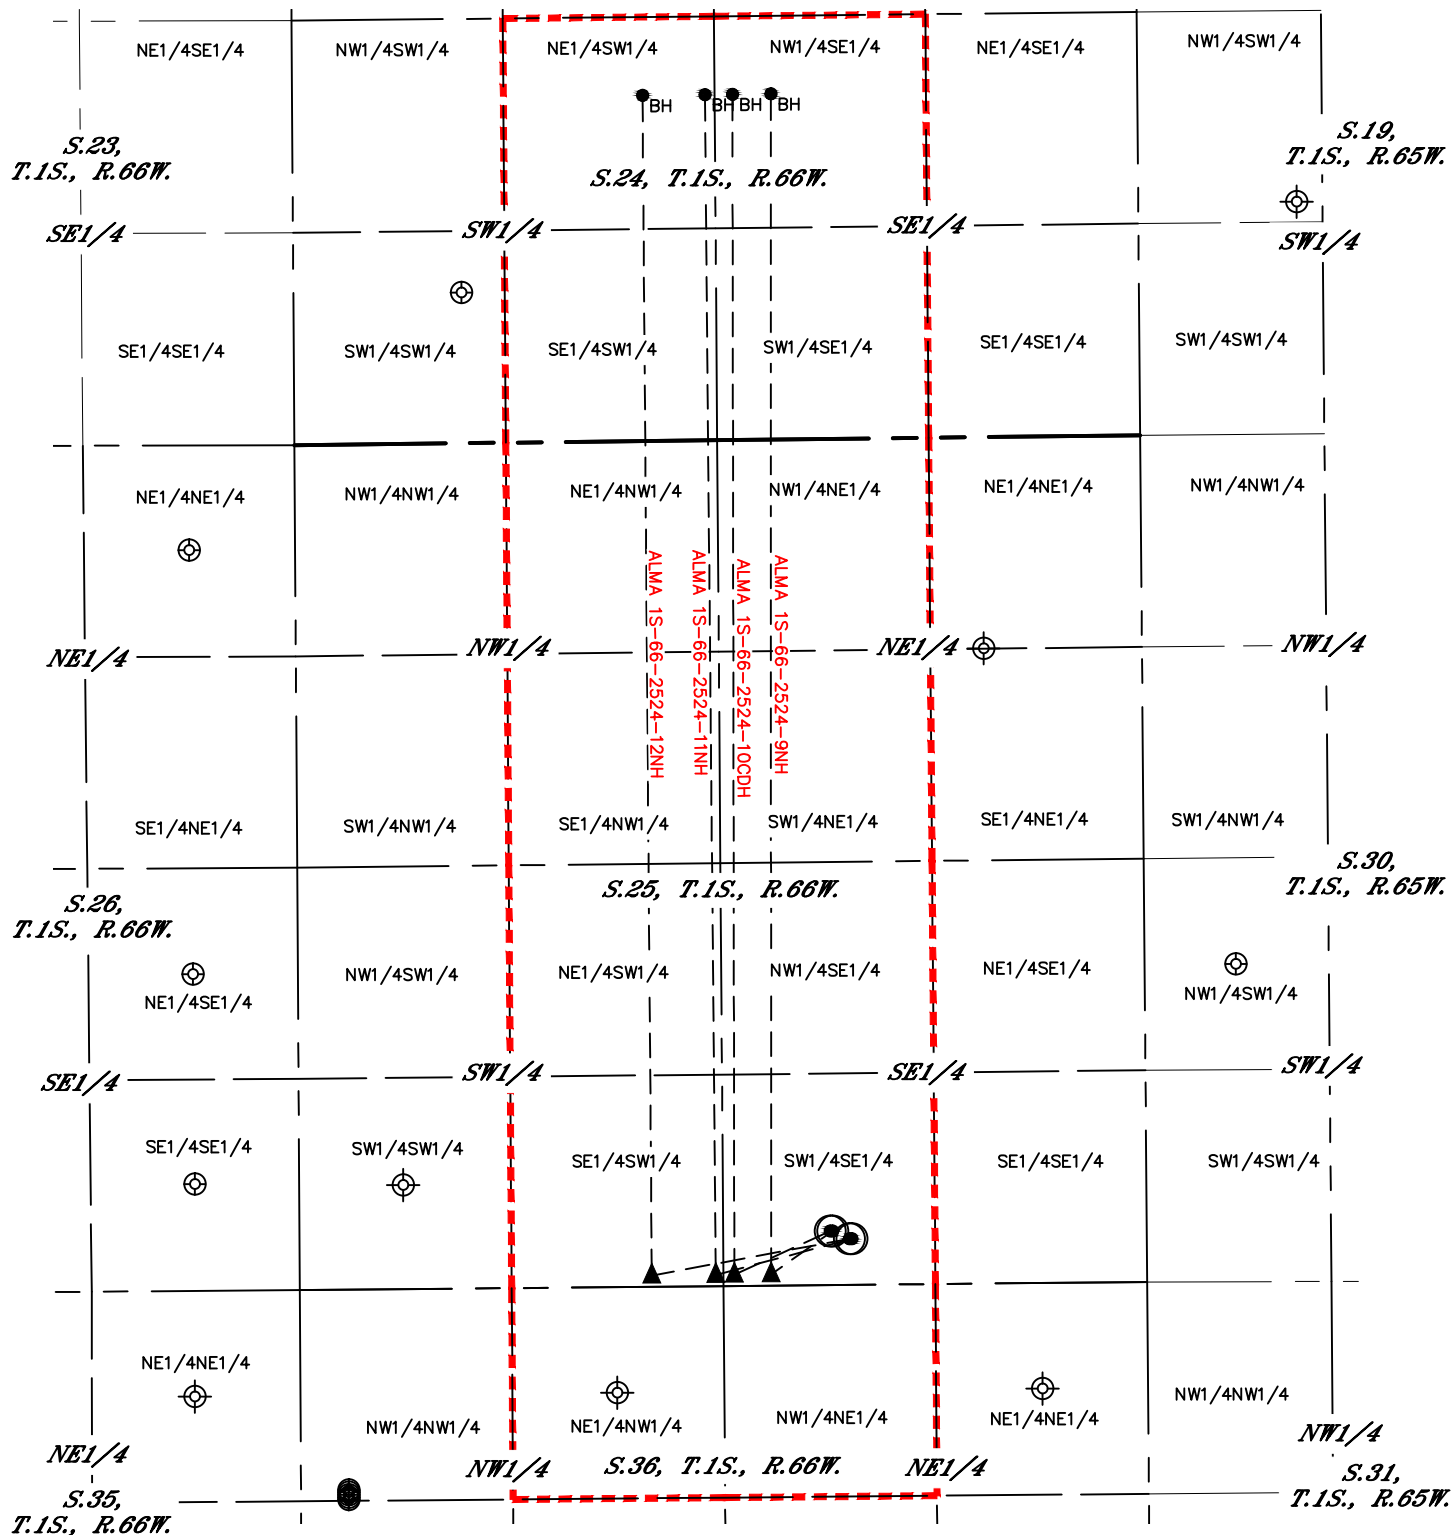 NE1/4SE1/4
NW1/4SW1/4
NE1/4SW1/4
NW1/4SE1/4
NE1/4SE1/4
NW1/4SW1/4
BH
BH
BH
BH
S.23,
T.1S., R.66W.
S.24, T.1S., R.66W.
S.19,
T.1S., R.65W.
SE1/4
SW1/4
SE1/4
SW1/4
SE1/4SE1/4
SW1/4SW1/4
SE1/4SW1/4
SW1/4SE1/4
SE1/4SE1/4
SW1/4SW1/4
NE1/4NE1/4
NW1/4NW1/4
NE1/4NW1/4
NW1/4NE1/4
NE1/4NE1/4
NW1/4NW1/4
ALMA 1S-66-2524-12NH
ALMA 1S-66-2524-11NH
ALMA 1S-66-2524-10CDH
ALMA 1S-66-2524-9NH
NE1/4
NW1/4
NE1/4
NW1/4
SE1/4NE1/4
SW1/4NW1/4
SE1/4NW1/4
SW1/4NE1/4
SE1/4NE1/4
SW1/4NW1/4
S.26,
T.1S., R.66W.
S.25, T.1S., R.66W.
S.30,
T.1S., R.65W.
NE1/4SE1/4
NW1/4SW1/4
NE1/4SW1/4
NW1/4SE1/4
NE1/4SE1/4
NW1/4SW1/4
SE1/4
SW1/4
SE1/4
SW1/4
SE1/4SE1/4
SW1/4SW1/4
SE1/4SW1/4
SW1/4SE1/4
SE1/4SE1/4
SW1/4SW1/4
NE1/4NE1/4
NW1/4NW1/4
NE1/4NW1/4
NW1/4NE1/4
NE1/4NE1/4
NW1/4NW1/4
NE1/4
NW1/4
NE1/4
NW1/4
S.35,
T.1S., R.66W.
S.36, T.1S., R.66W.
S.31,
T.1S., R.65W.